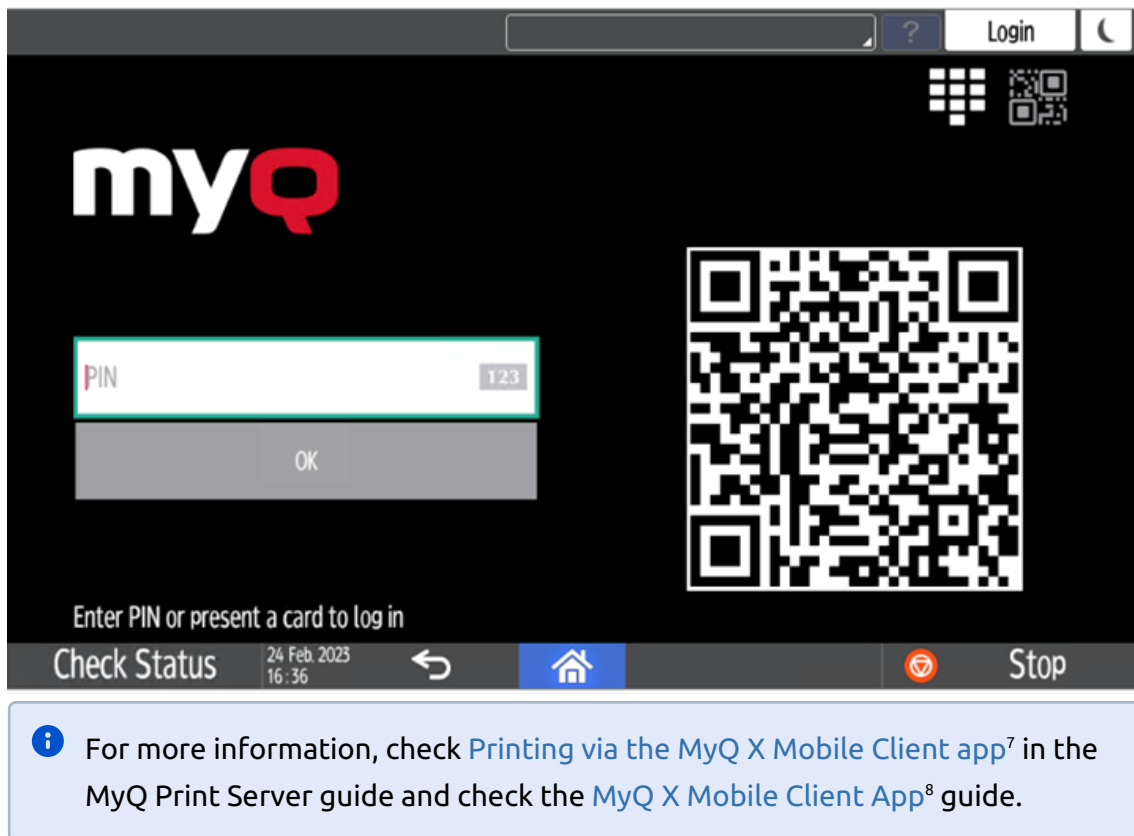 ? Login
myQ
PIN 123
OK
Enter PIN or present a card to log in
Check Status 24 Feb. 2023 16:36 Stop
For more information, check Printing via the MyQ X Mobile Client app⁷ in the
MyQ Print Server guide and check the MyQ X Mobile Client App⁸ guide.